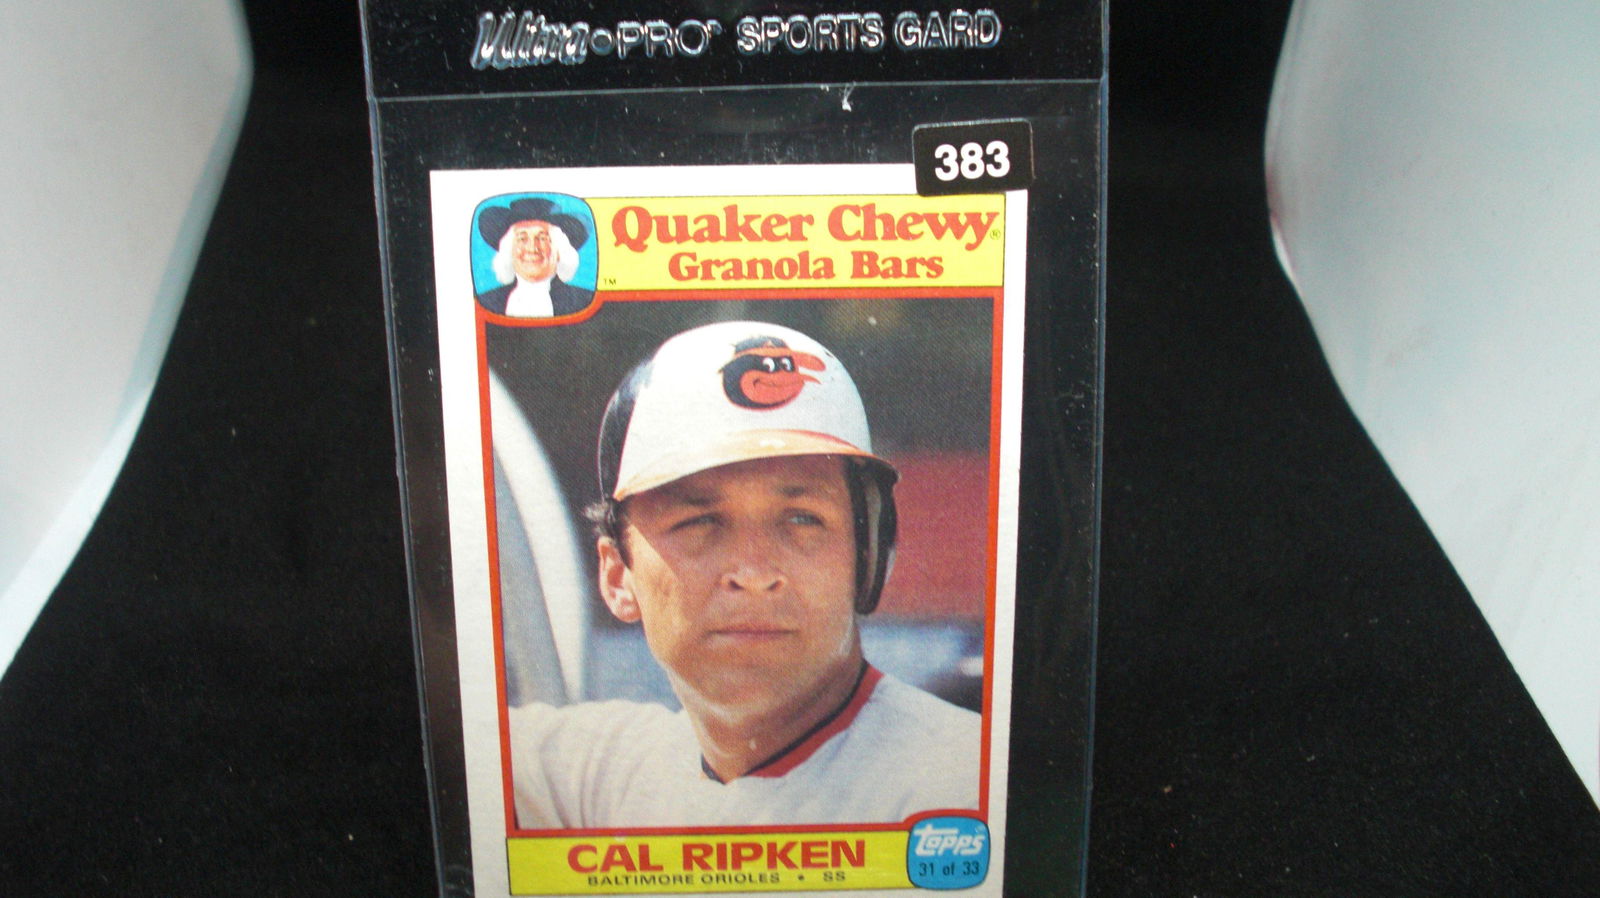 Ultra•PRO® SPORTS CARD
383
Quaker Chewy®
Granola Bars
TM
CAL RIPKEN
BALTIMORE ORIOLES • SS
topps®
31 of 33